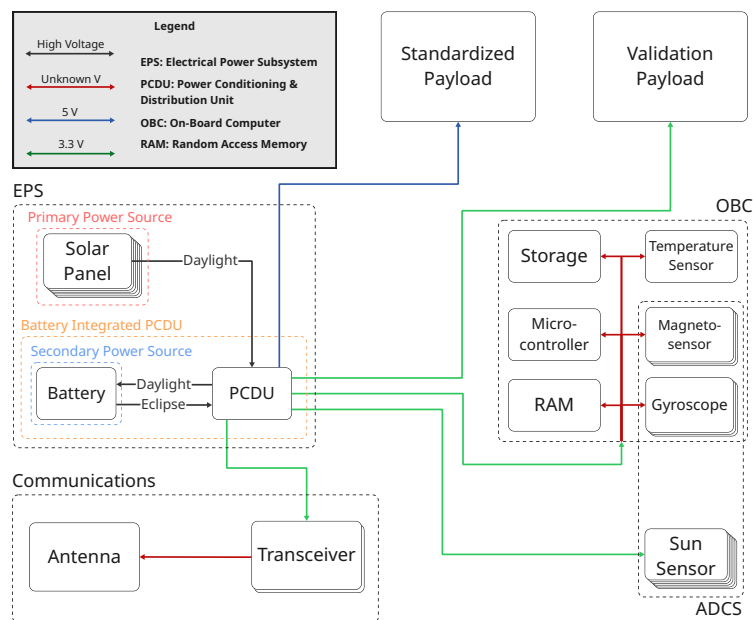 Legend
High Voltage
EPS: Electrical Power Subsystem
Unknown V
PCDU: Power Conditioning &
Distribution Unit
5 V
OBC: On-Board Computer
3.3 V
RAM: Random Access Memory
Standardized
Payload
Validation
Payload
EPS
Primary Power Source
Solar
Panel
Daylight
Battery Integrated PCDU
Secondary Power Source
Battery
Daylight
Eclipse
PCDU
OBC
Storage
Temperature
Sensor
Micro-
controller
Magneto-
sensor
RAM
Gyroscope
Communications
Antenna
Transceiver
Sun
Sensor
ADCS